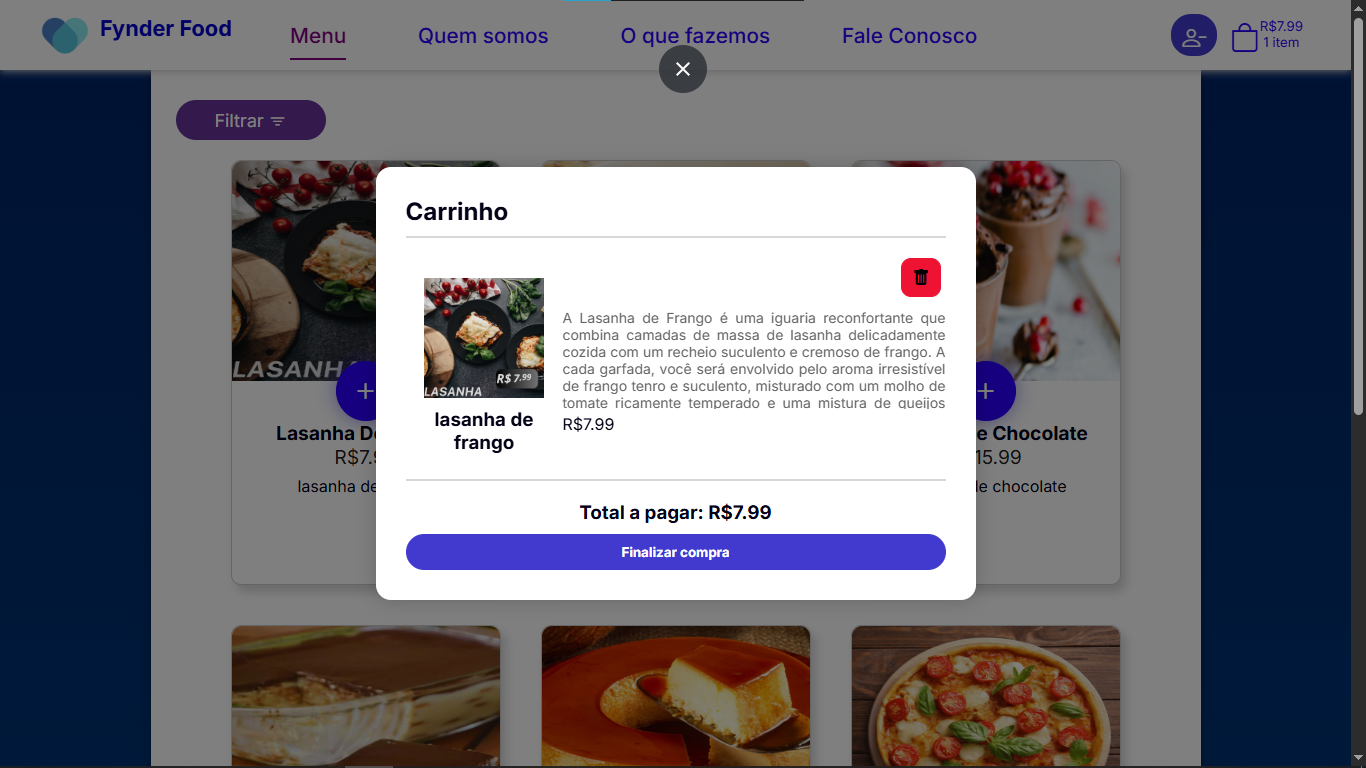 Fynder Food
Menu
Quem somos
O que fazemos
Fale Conosco
R$7.99
1 item
Filtrar
LASANHA
Lasanha D
R$7.9
lasanha de
e Chocolate
15.99
de chocolate
Carrinho
R$ 7.99
LASANHA
lasanha de
frango
A Lasanha de Frango é uma iguaria reconfortante que
combina camadas de massa de lasanha delicadamente
cozida com um recheio suculento e cremoso de frango. A
cada garfada, você será envolvido pelo aroma irresistível
de frango tenro e suculento, misturado com um molho de
tomate ricamente temperado e uma mistura de queijos
R$7.99
Total a pagar: R$7.99
Finalizar compra